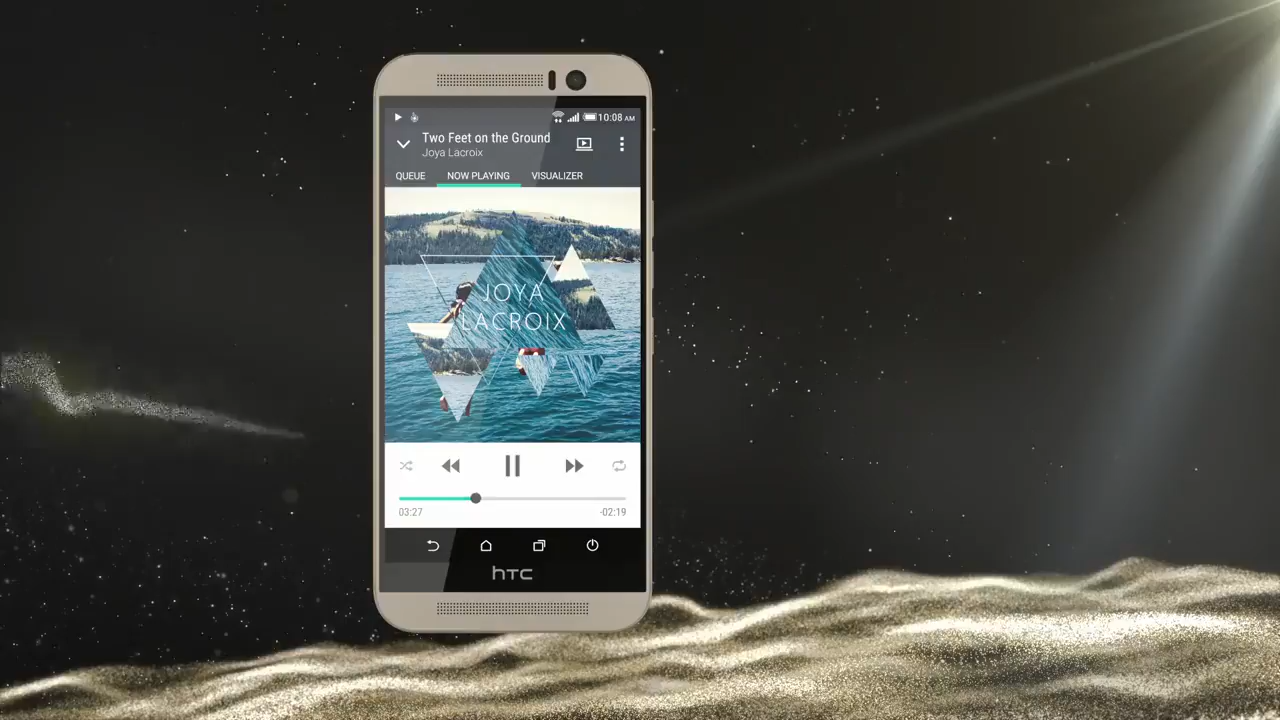 10:08 AM
Two Feet on the Ground
Joya Lacroix
QUEUE NOW PLAYING VISUALIZER
JOYA
LACROIX
03:27 -02:19
hTC